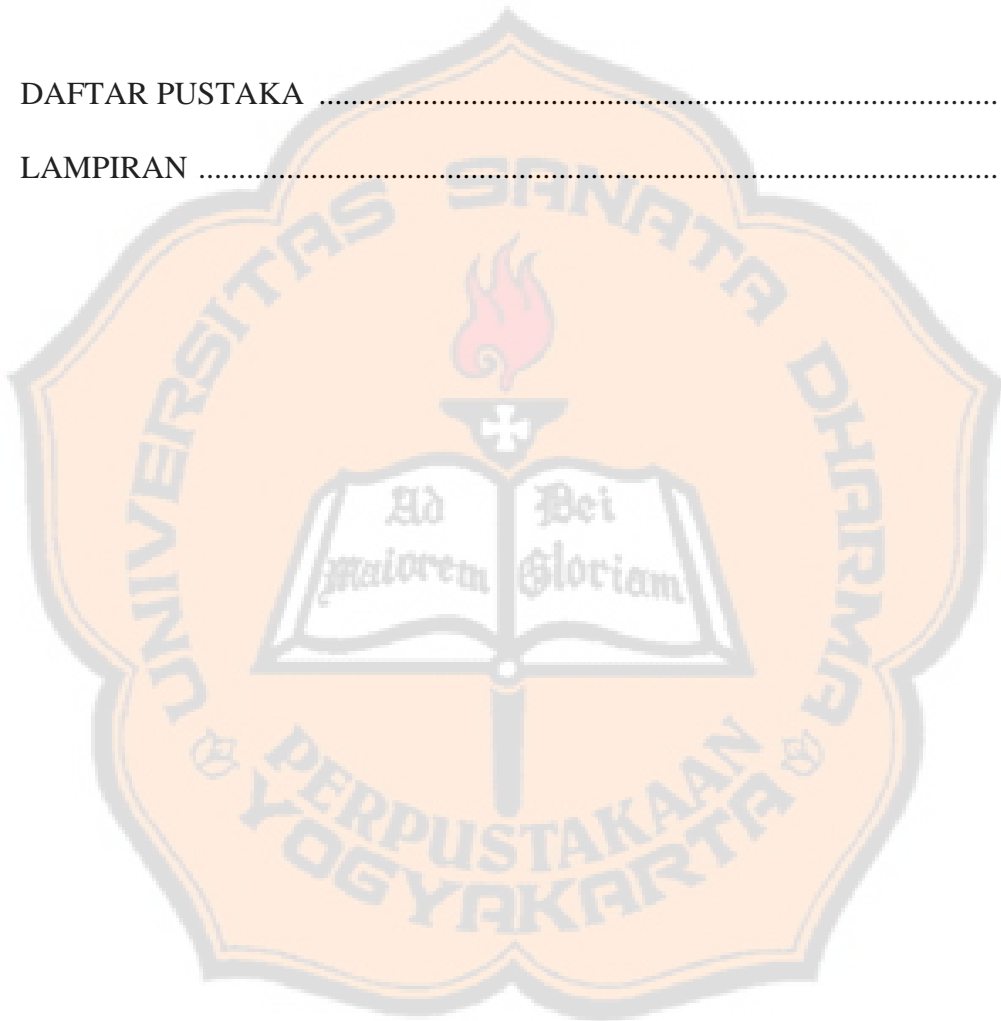 DAFTAR PUSTAKA ....................................................................................
LAMPIRAN ...................................................................................................
UNIVERSITAS SANATA DHARMA
Ad Dei
Maiorem Gloriam
PERPUSTAKAAN
YOGYAKARTA